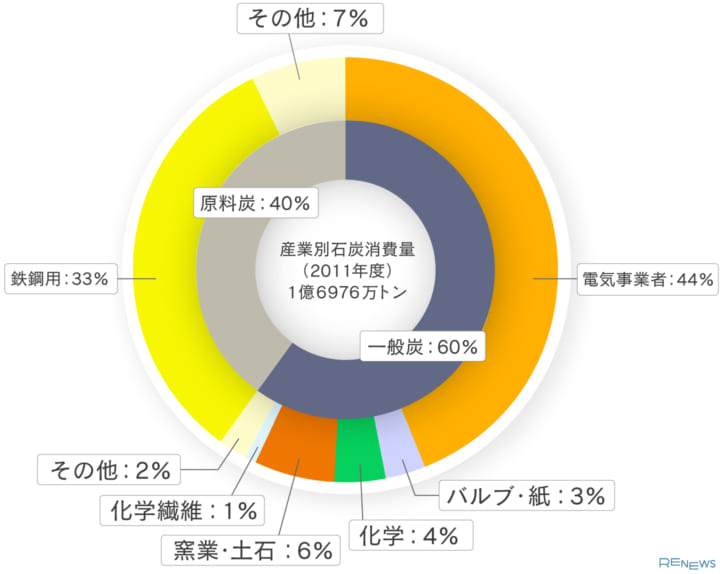 その他：7%
原料炭：40%
産業別石炭消費量
（2011年度）
1億6976万トン
鉄鋼用：33%
電気事業者：44%
一般炭：60%
その他：2%
バルブ・紙：3%
化学繊維：1%
化学：4%
窯業・土石：6%
RENEWS